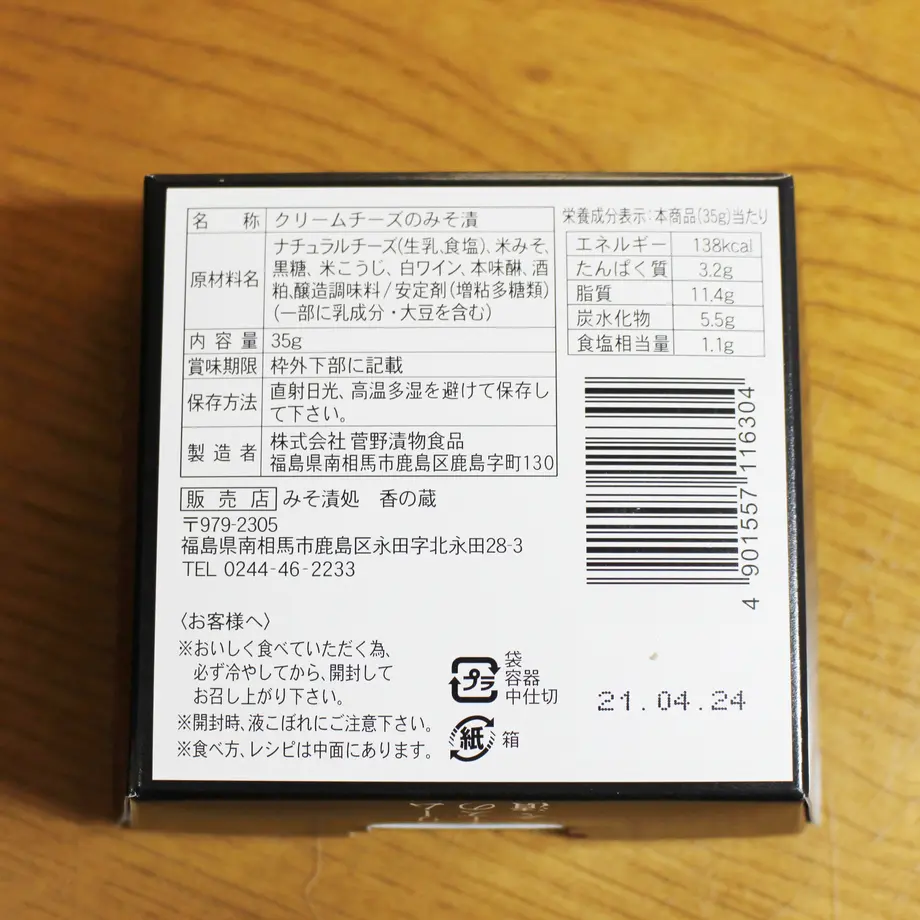 名称 クリームチーズのみそ漬
原材料名 ナチュラルチーズ(生乳、食塩)、米みそ、
黒糖、米こうじ、白ワイン、本味醂、酒
粕、醸造調味料/安定剤(増粘多糖類)
(一部に乳成分・大豆を含む)
内容量 35g
賞味期限 枠外下部に記載
保存方法 直射日光、高温多湿を避けて保存し
て下さい。
製造者 株式会社 菅野漬物食品
福島県南相馬市鹿島区鹿島字町130
販売店 みそ漬処 香の蔵
〒979-2305
福島県南相馬市鹿島区永田字北永田28-3
TEL 0244-46-2233
〈お客様へ〉
※おいしく食べていただく為、
必ず冷やしてから、開封して
お召し上がり下さい。
※開封時、液こぼれにご注意下さい。
※食べ方、レシピは中面にあります。
栄養成分表示:本商品(35g)当たり
エネルギー 138kcal
たんぱく質 3.2g
脂質 11.4g
炭水化物 5.5g
食塩相当量 1.1g
4 901557 116304
プラ
袋
容器
中仕切
紙 箱
21.04.24